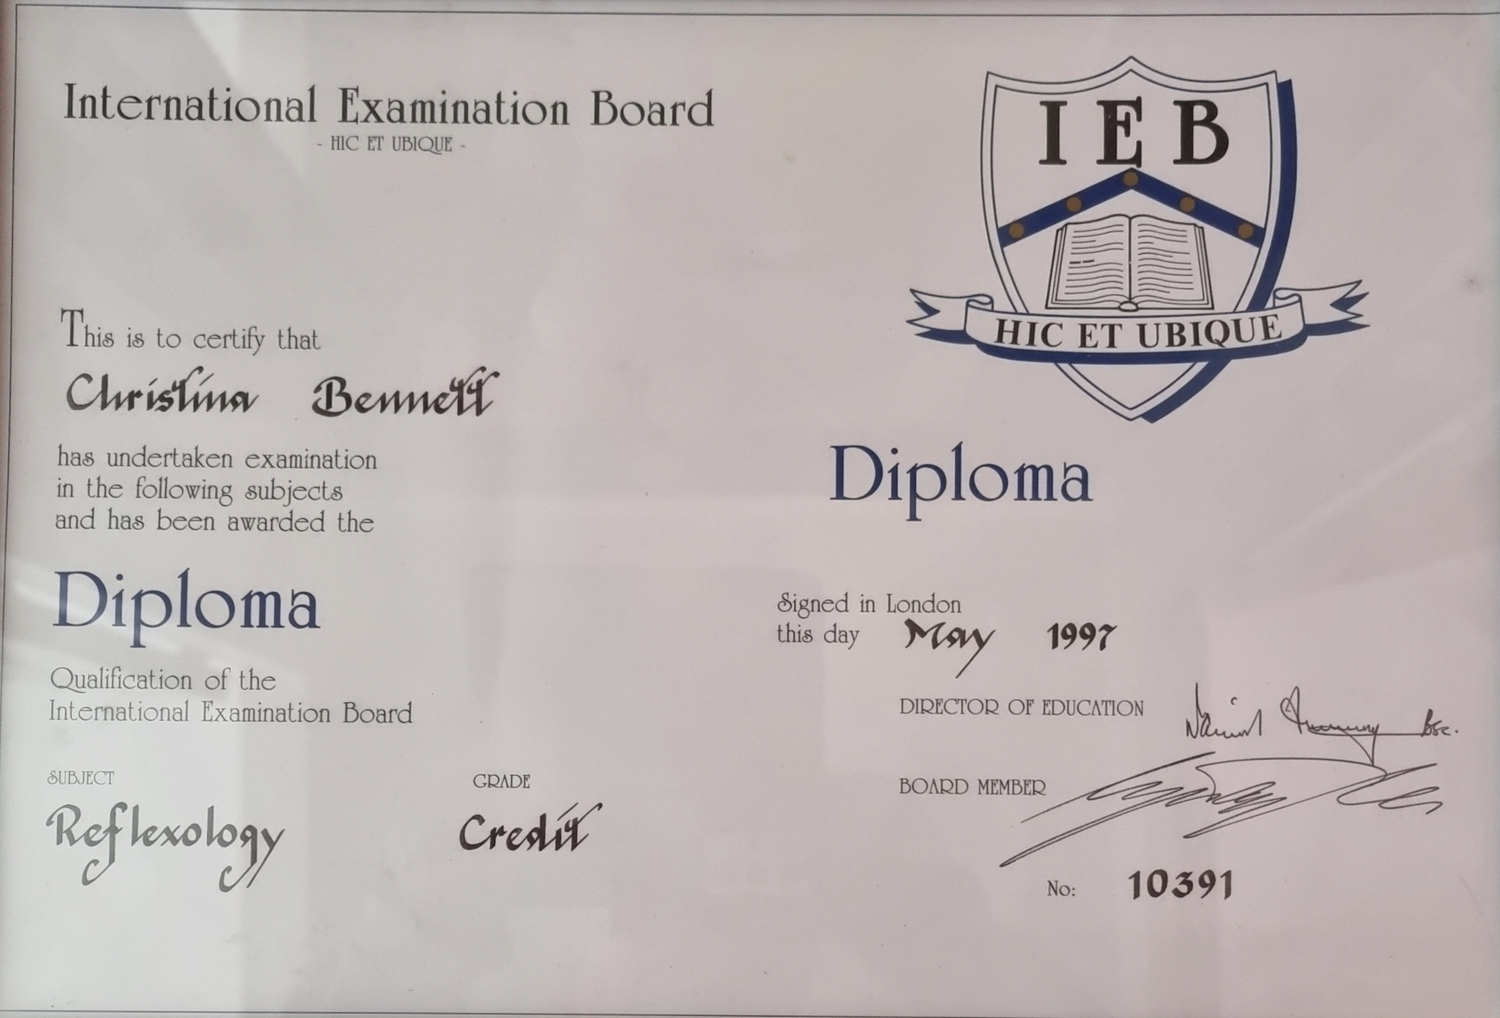 International Examination Board
- HIC ET UBIQUE -
This is to certify that
Christina Bennett
has undertaken examination
in the following subjects
and has been awarded the
Diploma
Qualification of the
International Examination Board
SUBJECT GRADE
Reflexology Credit
IEB
HIC ET UBIQUE
Diploma
Signed in London
this day May 1997
DIRECTOR OF EDUCATION Bsc.
BOARD MEMBER
No: 10391